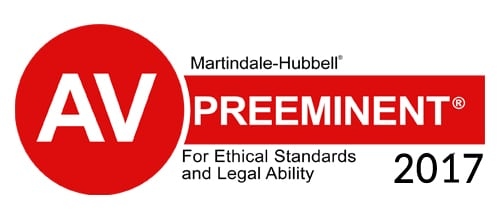 AV
Martindale-Hubbell®
PREEMINENT®
For Ethical Standards
and Legal Ability
2017